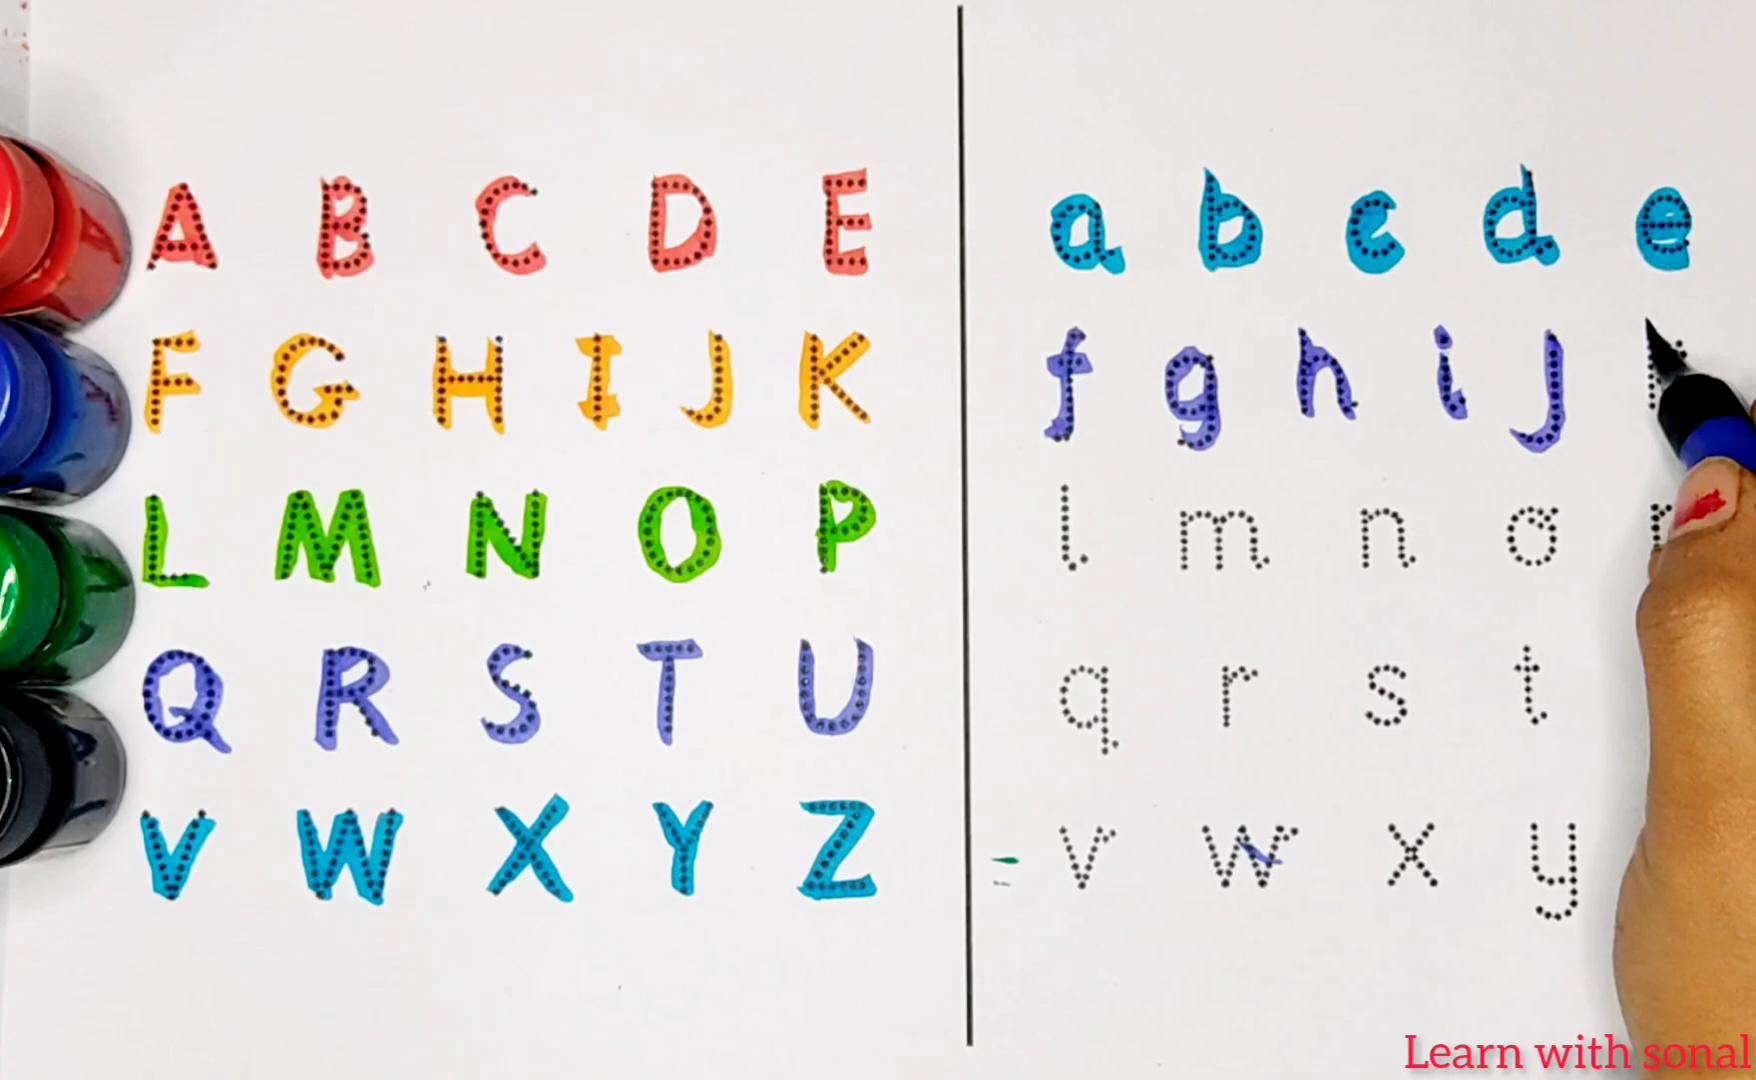 A B C D E
F G H I J K
L M N O P
Q R S T U
V W X Y Z
a b c d e
f g h i j
l m n o
q r s t
v w x y
Learn with sonal